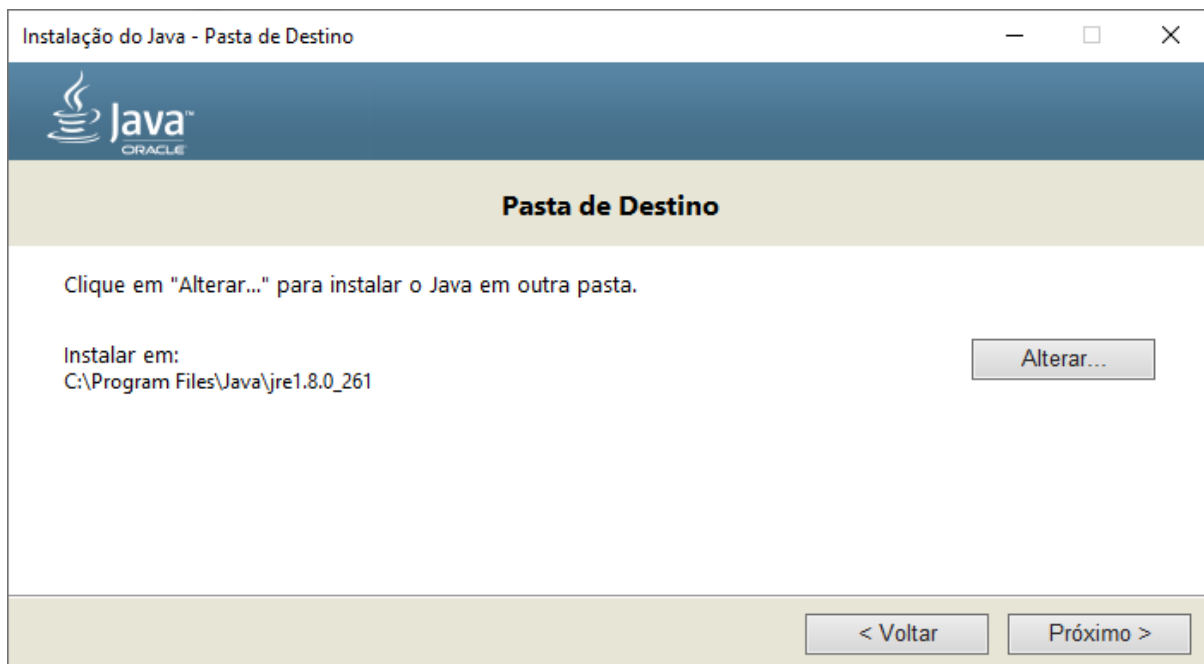 Instalação do Java - Pasta de Destino
Java™
ORACLE
Pasta de Destino
Clique em "Alterar..." para instalar o Java em outra pasta.
Instalar em:
C:\Program Files\Java\jre1.8.0_261
Alterar...
< Voltar
Próximo >